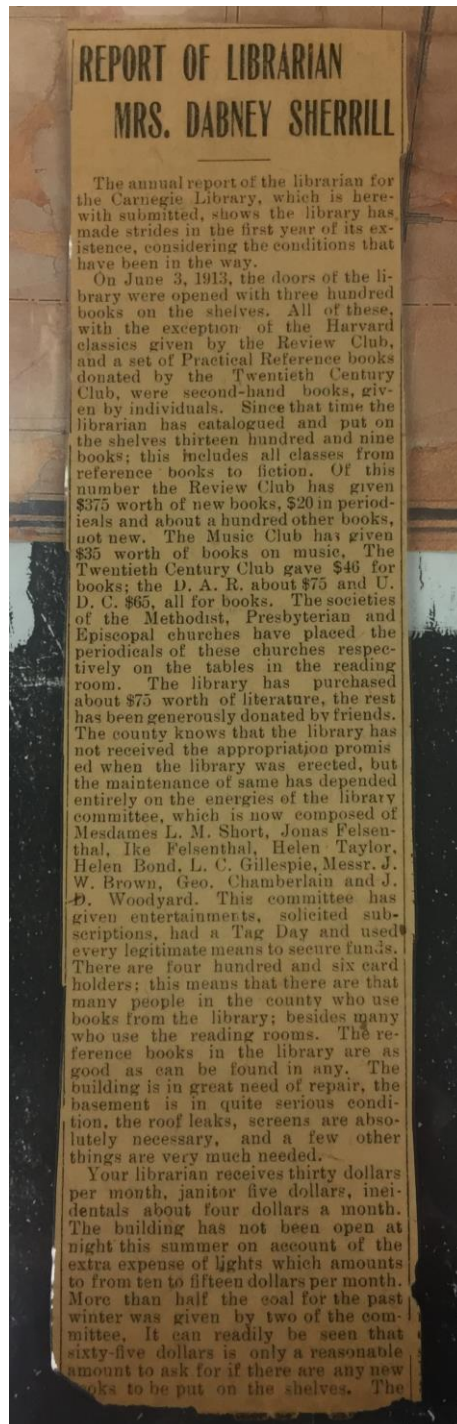 REPORT OF LIBRARIAN
MRS. DABNEY SHERRILL
The annual report of the librarian for
the Carnegie Library, which is here-
with submitted, shows the library has
made strides in the first year of its ex-
istence, considering the conditions that
have been in the way.
On June 3, 1913, the doors of the li-
brary were opened with three hundred
books on the shelves. All of these,
with the exception of the Harvard
classics given by the Review Club,
and a set of Practical Reference books
donated by the Twentieth Century
Club, were second-hand books, giv-
en by individuals. Since that time the
librarian has catalogued and put on
the shelves thirteen hundred and nine
books; this includes all classes from
reference books to fiction. Of this
number the Review Club has given
$375 worth of new books, $20 in period-
ieals and about a hundred other books,
not new. The Music Club has given
$35 worth of books on music, The
Twentieth Century Club gave $46 for
books; the D. A. R. about $75 and U.
D. C. $65, all for books. The societies
of the Methodist, Presbyterian and
Episcopal churches have placed the
periodicals of these churches respec-
tively on the tables in the reading
room. The library has purchased
about $75 worth of literature, the rest
has been generously donated by friends.
The county knows that the library has
not received the appropriation promis
ed when the library was erected, but
the maintenance of same has depended
entirely on the energies of the library
committee, which is now composed of
Mesdames L. M. Short, Jonas Felsen-
thal, Ike Felsenthal, Helen Taylor,
Helen Bond, L. C. Gillespie, Messr. J.
W. Brown, Geo. Chamberlain and J.
D. Woodyard. This committee has
given entertainments, solicited sub-
scriptions, had a Tag Day and used
every legitimate means to secure funds.
There are four hundred and six card
holders; this means that there are that
many people in the county who use
books from the library; besides many
who use the reading rooms. The re-
ference books in the library are as
good as can be found in any. The
building is in great need of repair, the
basement is in quite serious condi-
tion, the roof leaks, screens are abso-
lutely necessary, and a few other
things are very much needed.
Your librarian receives thirty dollars
per month, janitor five dollars, inei-
dentals about four dollars a month.
The building has not been open at
night this summer on account of the
extra expense of lights which amounts
to from ten to fifteen dollars per month.
More than half the coal for the past
winter was given by two of the com-
mittee. It can readily be seen that
sixty-five dollars is only a reasonable
amount to ask for if there are any new
ooks to be put on the shelves. The